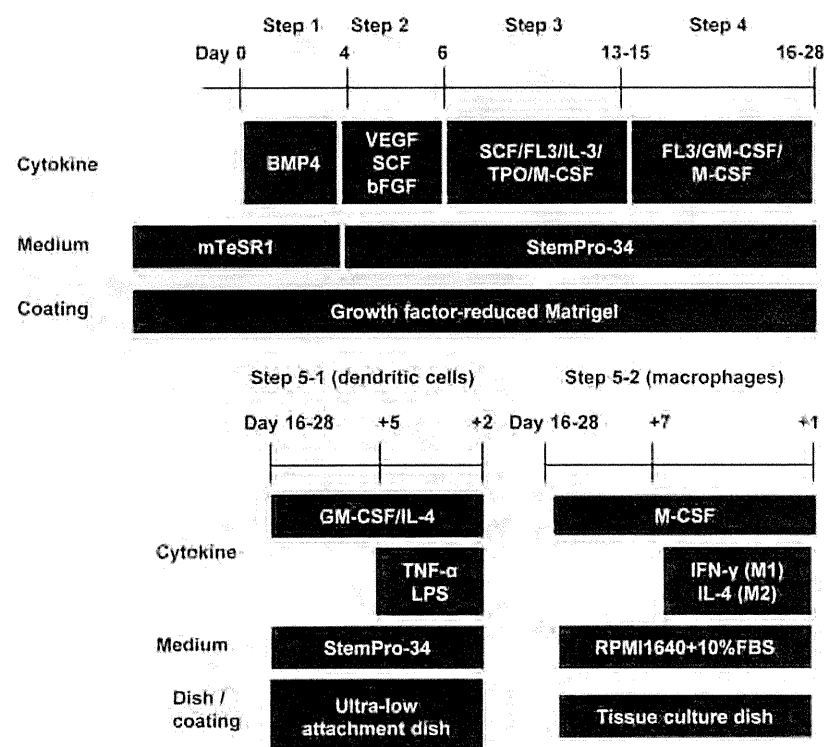 Step 1 Step 2 Step 3 Step 4
Day 0 4 6 13-15 16-28
Cytokine
BMP4
VEGF
SCF
bFGF
SCF/FL3/IL-3/
TPO/M-CSF
FL3/GM-CSF/
M-CSF
Medium mTeSR1 StemPro-34
Coating Growth factor-reduced Matrigel
Step 5-1 (dendritic cells)
Day 16-28 +5 +2
Cytokine
GM-CSF/IL-4
TNF-α
LPS
Medium StemPro-34
Dish /
coating
Ultra-low
attachment dish
Step 5-2 (macrophages)
Day 16-28 +7 +1
M-CSF
IFN-γ (M1)
IL-4 (M2)
RPMI1640+10%FBS
Tissue culture dish